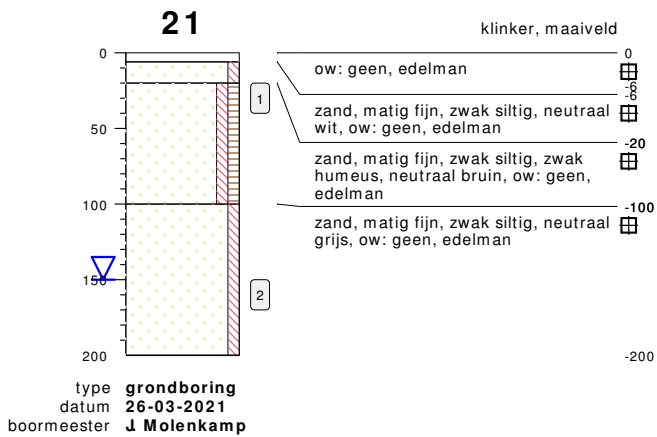 21
klinker, maaiveld
0
0
ow: geen, edelman
-6
-6
1
zand, matig fijn, zwak siltig, neutraal
wit, ow: geen, edelman
50
-20
zand, matig fijn, zwak siltig, zwak
humeus, neutraal bruin, ow: geen,
edelman
100
-100
zand, matig fijn, zwak siltig, neutraal
grijs, ow: geen, edelman
150
2
200
-200
type grondboring
datum 26-03-2021
boormeester J. Molenkamp